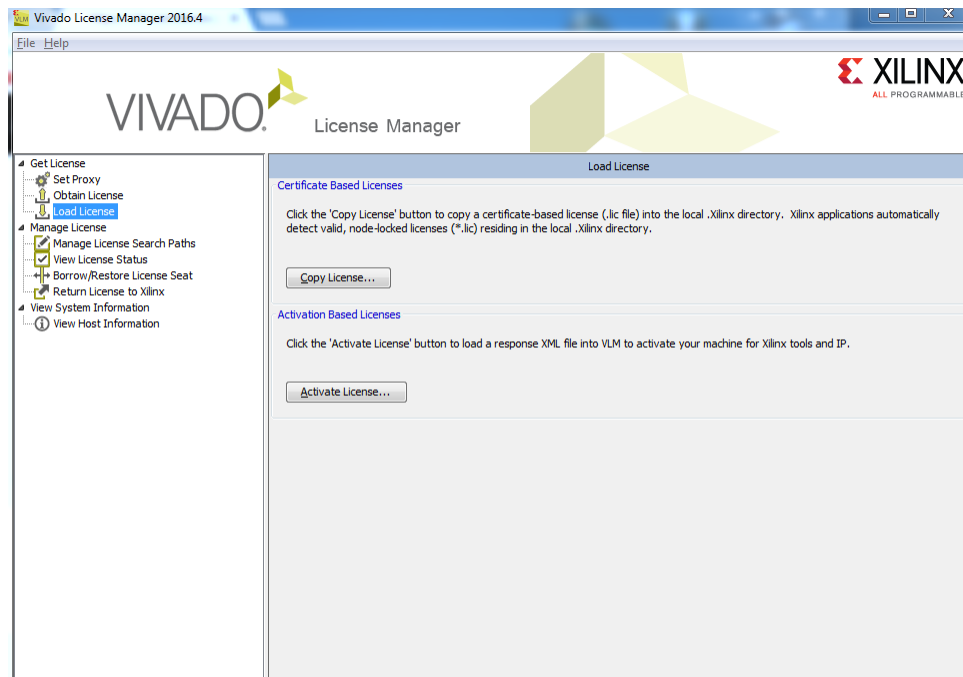 VLM
Vivado License Manager 2016.4
File Help
VIVADO.
License Manager
XILINX
ALL PROGRAMMABLE
Get License
Set Proxy
Obtain License
Load License
Manage License
Manage License Search Paths
View License Status
Borrow/Restore License Seat
Return License to Xilinx
View System Information
View Host Information
Load License
Certificate Based Licenses
Click the 'Copy License' button to copy a certificate-based license (.lic file) into the local .Xilinx directory. Xilinx applications automatically
detect valid, node-locked licenses (*.lic) residing in the local .Xilinx directory.
Copy License...
Activation Based Licenses
Click the 'Activate License' button to load a response XML file into VLM to activate your machine for Xilinx tools and IP.
Activate License...